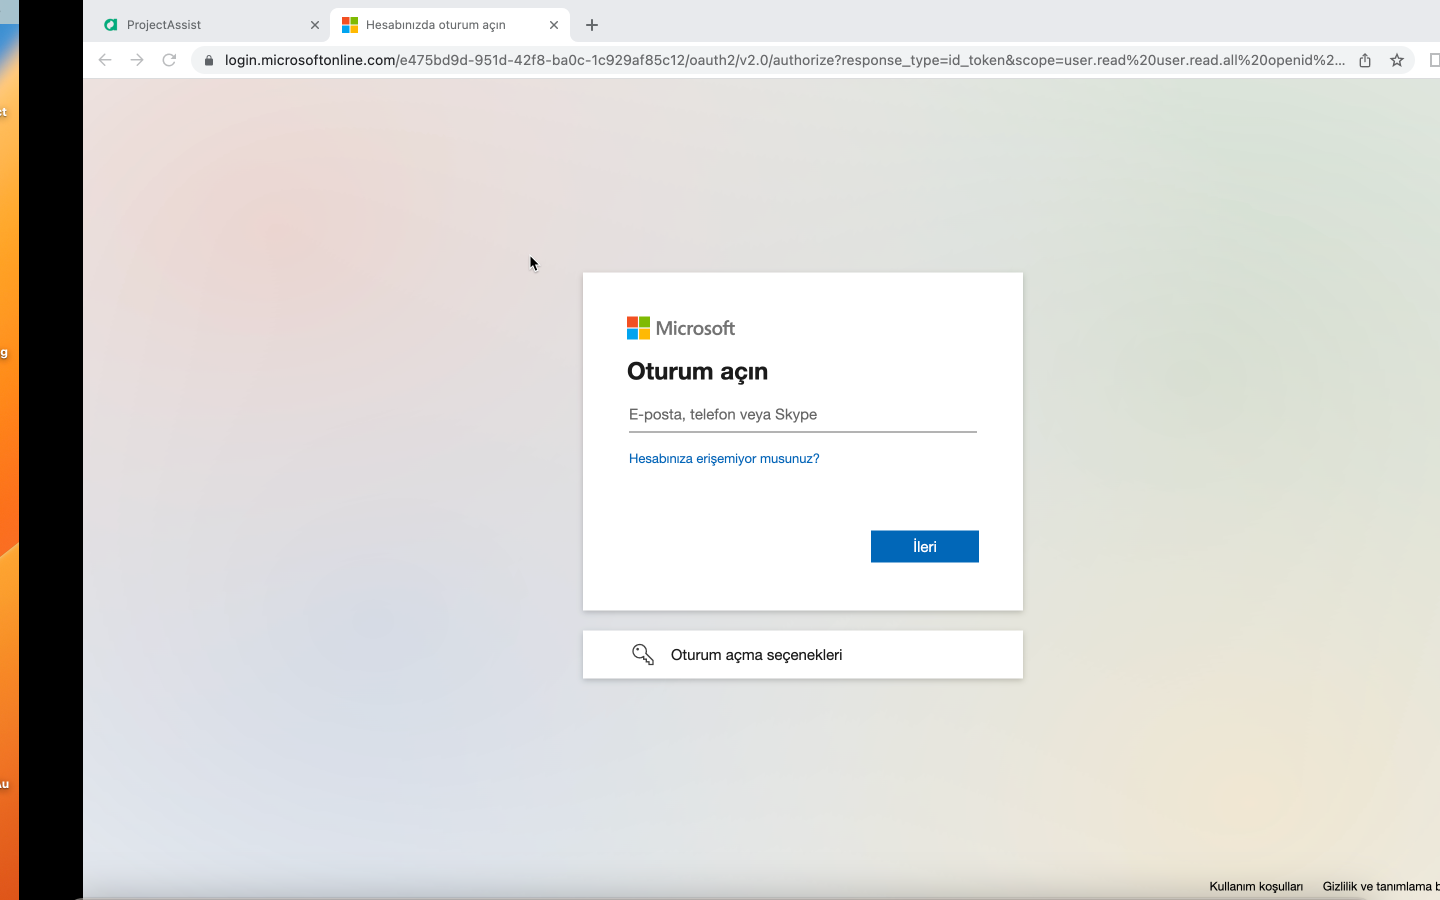 ProjectAssist
Hesabınızda oturum açın
login.microsoftonline.com/e475bd9d-951d-42f8-ba0c-1c929af85c12/oauth2/v2.0/authorize?response_type=id_token&scope=user.read%20user.read.all%20openid%2...
Microsoft
Oturum açın
E-posta, telefon veya Skype
Hesabınıza erişemiyor musunuz?
İleri
Oturum açma seçenekleri
Kullanım koşulları
Gizlilik ve tanımlama